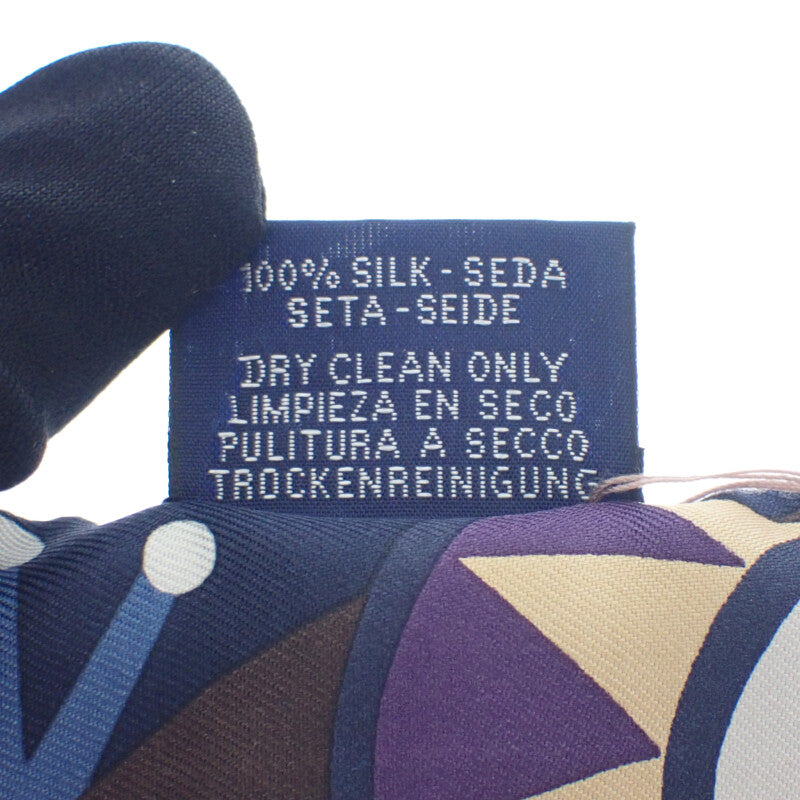 100% SILK - SEDA
SETA - SEIDE
DRY CLEAN ONLY
LIMPIEZA EN SECO
PULITURA A SECCO
TROCKENREINIGUNG